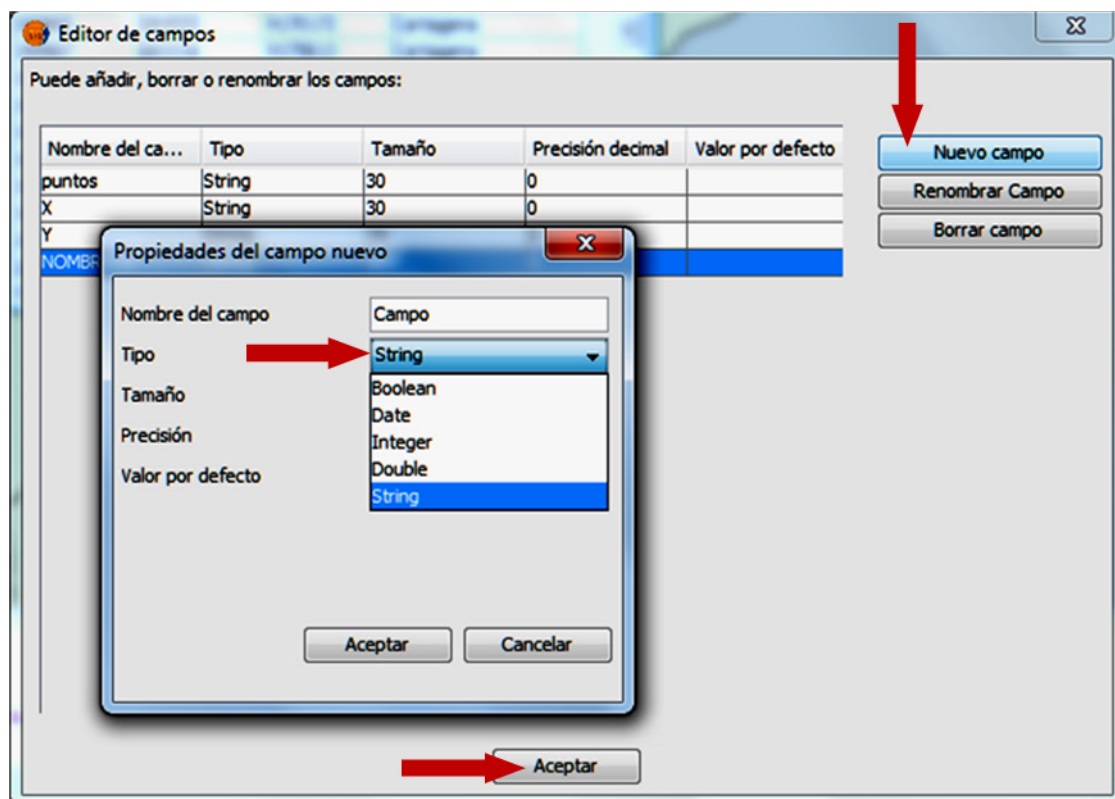 Editor de campos
Puede añadir, borrar o renombrar los campos:
Nombre del ca... Tipo Tamaño Precisión decimal Valor por defecto
puntos String 30 0
X String 30 0
Y
NOMBR
Nuevo campo
Renombrar Campo
Borrar campo
Propiedades del campo nuevo
Nombre del campo Campo
Tipo String
Tamaño
Precisión
Valor por defecto
Boolean
Date
Integer
Double
String
Aceptar Cancelar
Aceptar